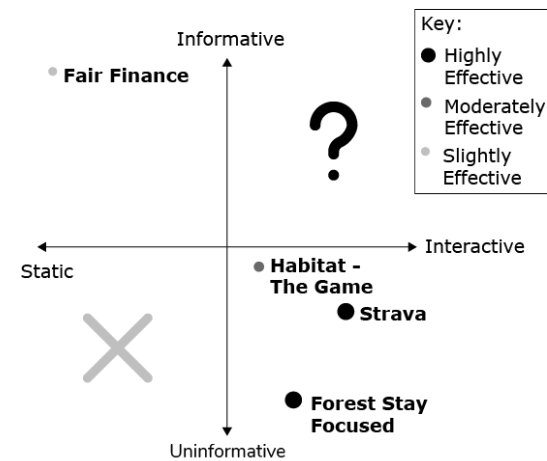 Key:
Highly
Effective
Moderately
Effective
Slightly
Effective
Informative
Fair Finance
?
Static
Interactive
Habitat -
The Game
Strava
Forest Stay
Focused
Uninformative